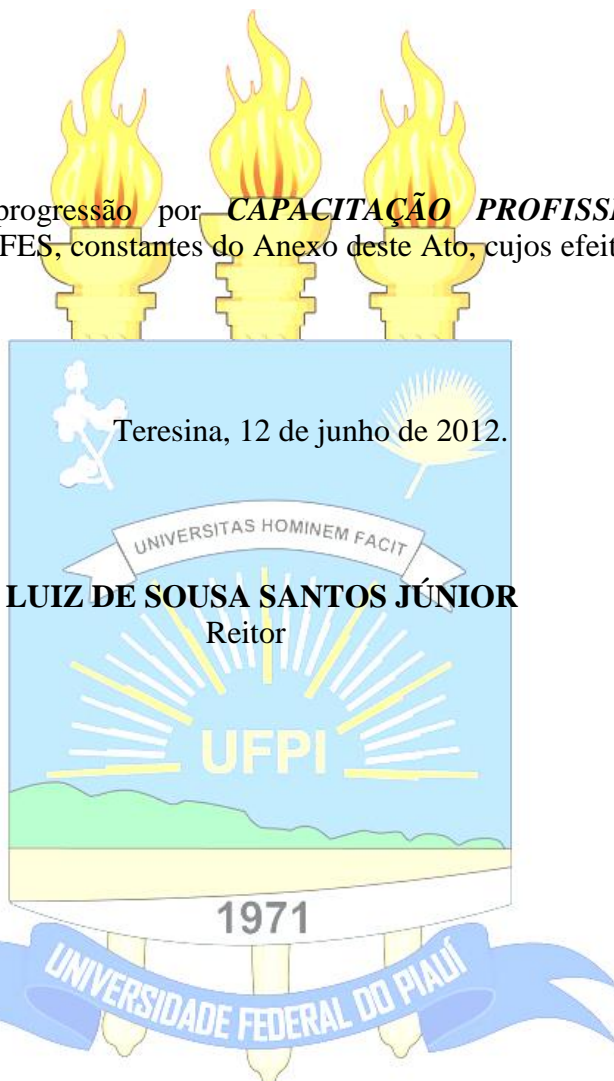 progressão por CAPACITAÇÃO PROFISS
FES, constantes do Anexo deste Ato, cujos efeit
Teresina, 12 de junho de 2012.
UNIVERSITAS HOMINEM FACIT
LUIZ DE SOUSA SANTOS JÚNIOR
Reitor
UFPI
1971
UNIVERSIDADE FEDERAL DO PIAUÍ